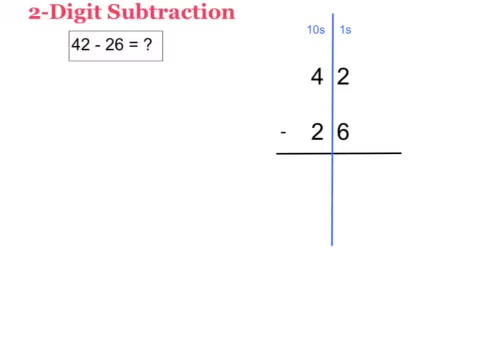 2-Digit Subtraction
42 - 26 = ?
10s 1s
4 2
- 2 6